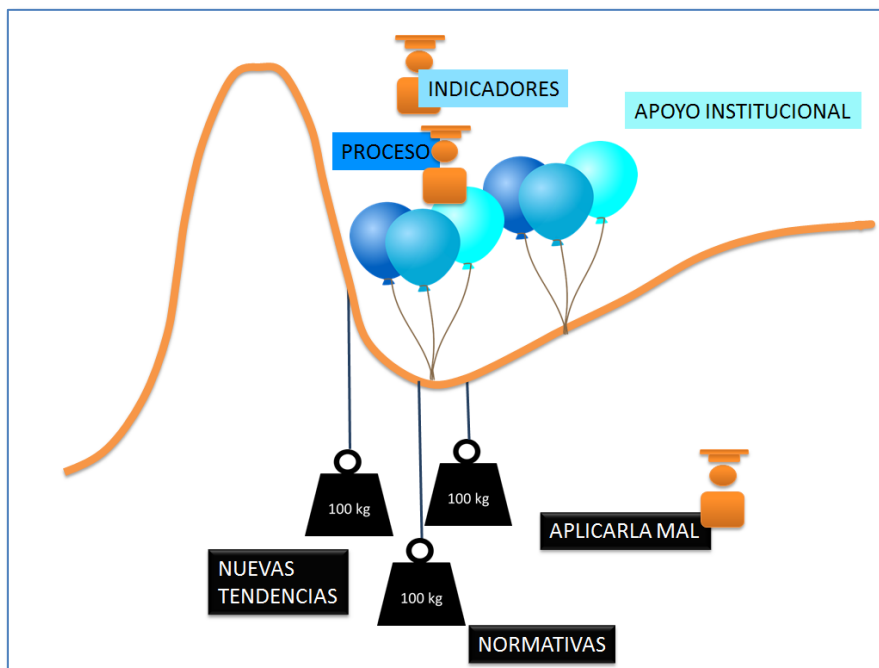 INDICADORES
APOYO INSTITUCIONAL
PROCESO
100 kg
100 kg
APLICARLA MAL
NUEVAS
TENDENCIAS
100 kg
NORMATIVAS